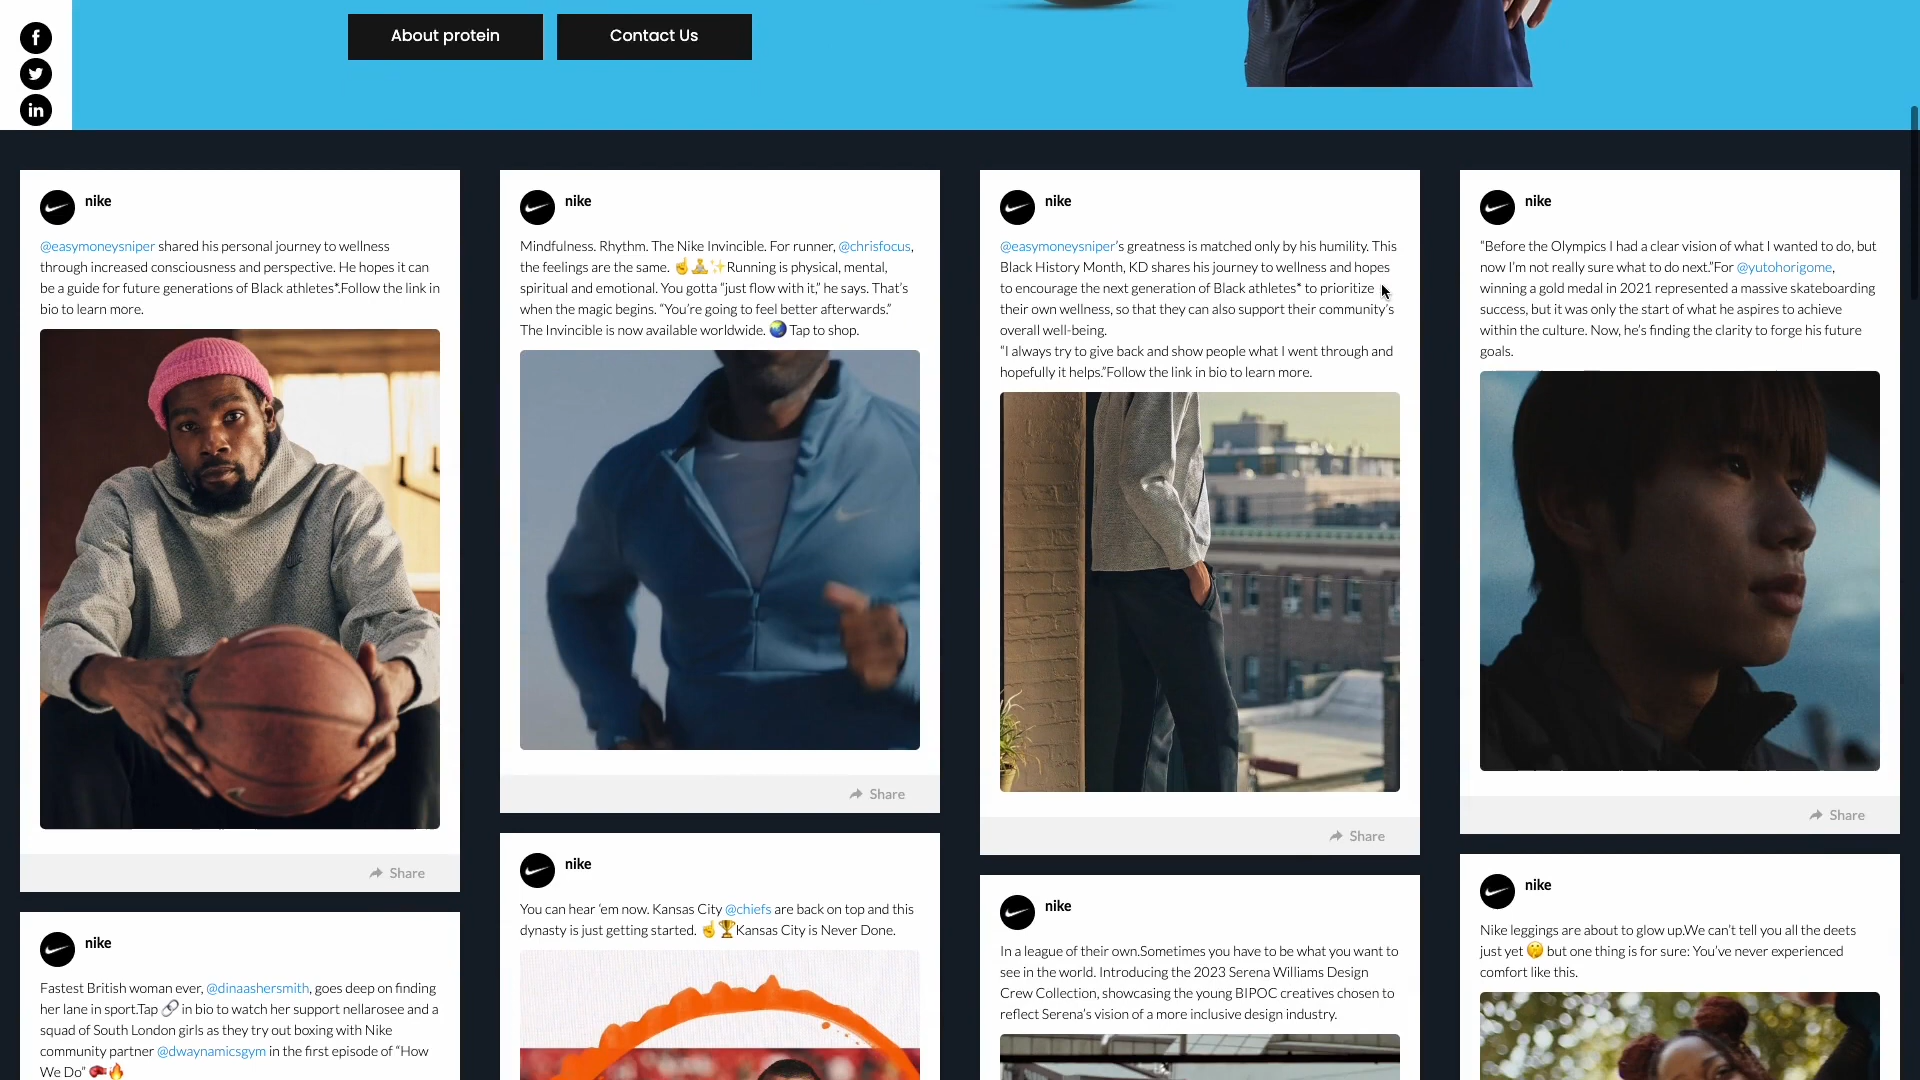 About protein
Contact Us
nike
@easymoneysniper shared his personal journey to wellness
through increased consciousness and perspective. He hopes it can
be a guide for future generations of Black athletes*.Follow the link in
bio to learn more.
Share
nike
Fastest British woman ever, @dinaashersmith, goes deep on finding
her lane in sport.Tap 🔗 in bio to watch her support nellarosee and a
squad of South London girls as they try out boxing with Nike
community partner @dwaynamicsgym in the first episode of “How
We Do” 🥊🔥
nike
Mindfulness. Rhythm. The Nike Invincible. For runner, @chrisfocus,
the feelings are the same. ☝️🧘✨Running is physical, mental,
spiritual and emotional. You gotta “just flow with it,” he says. That’s
when the magic begins. “You’re going to feel better afterwards.”
The Invincible is now available worldwide. 🌏 Tap to shop.
Share
nike
You can hear ‘em now. Kansas City @chiefs are back on top and this
dynasty is just getting started. ☝️🏆Kansas City is Never Done.
nike
@easymoneysniper’s greatness is matched only by his humility. This
Black History Month, KD shares his journey to wellness and hopes
to encourage the next generation of Black athletes* to prioritize
their own wellness, so that they can also support their community’s
overall well-being.
“I always try to give back and show people what I went through and
hopefully it helps.”Follow the link in bio to learn more.
Share
nike
In a league of their own.Sometimes you have to be what you want to
see in the world. Introducing the 2023 Serena Williams Design
Crew Collection, showcasing the young BIPOC creatives chosen to
reflect Serena’s vision of a more inclusive design industry.
nike
“Before the Olympics I had a clear vision of what I wanted to do, but
now I’m not really sure what to do next.”For @yutohorigome,
winning a gold medal in 2021 represented a massive skateboarding
success, but it was only the start of what he aspires to achieve
within the culture. Now, he’s finding the clarity to forge his future
goals.
Share
nike
Nike leggings are about to glow up.We can’t tell you all the deets
just yet 🤫 but one thing is for sure: You’ve never experienced
comfort like this.